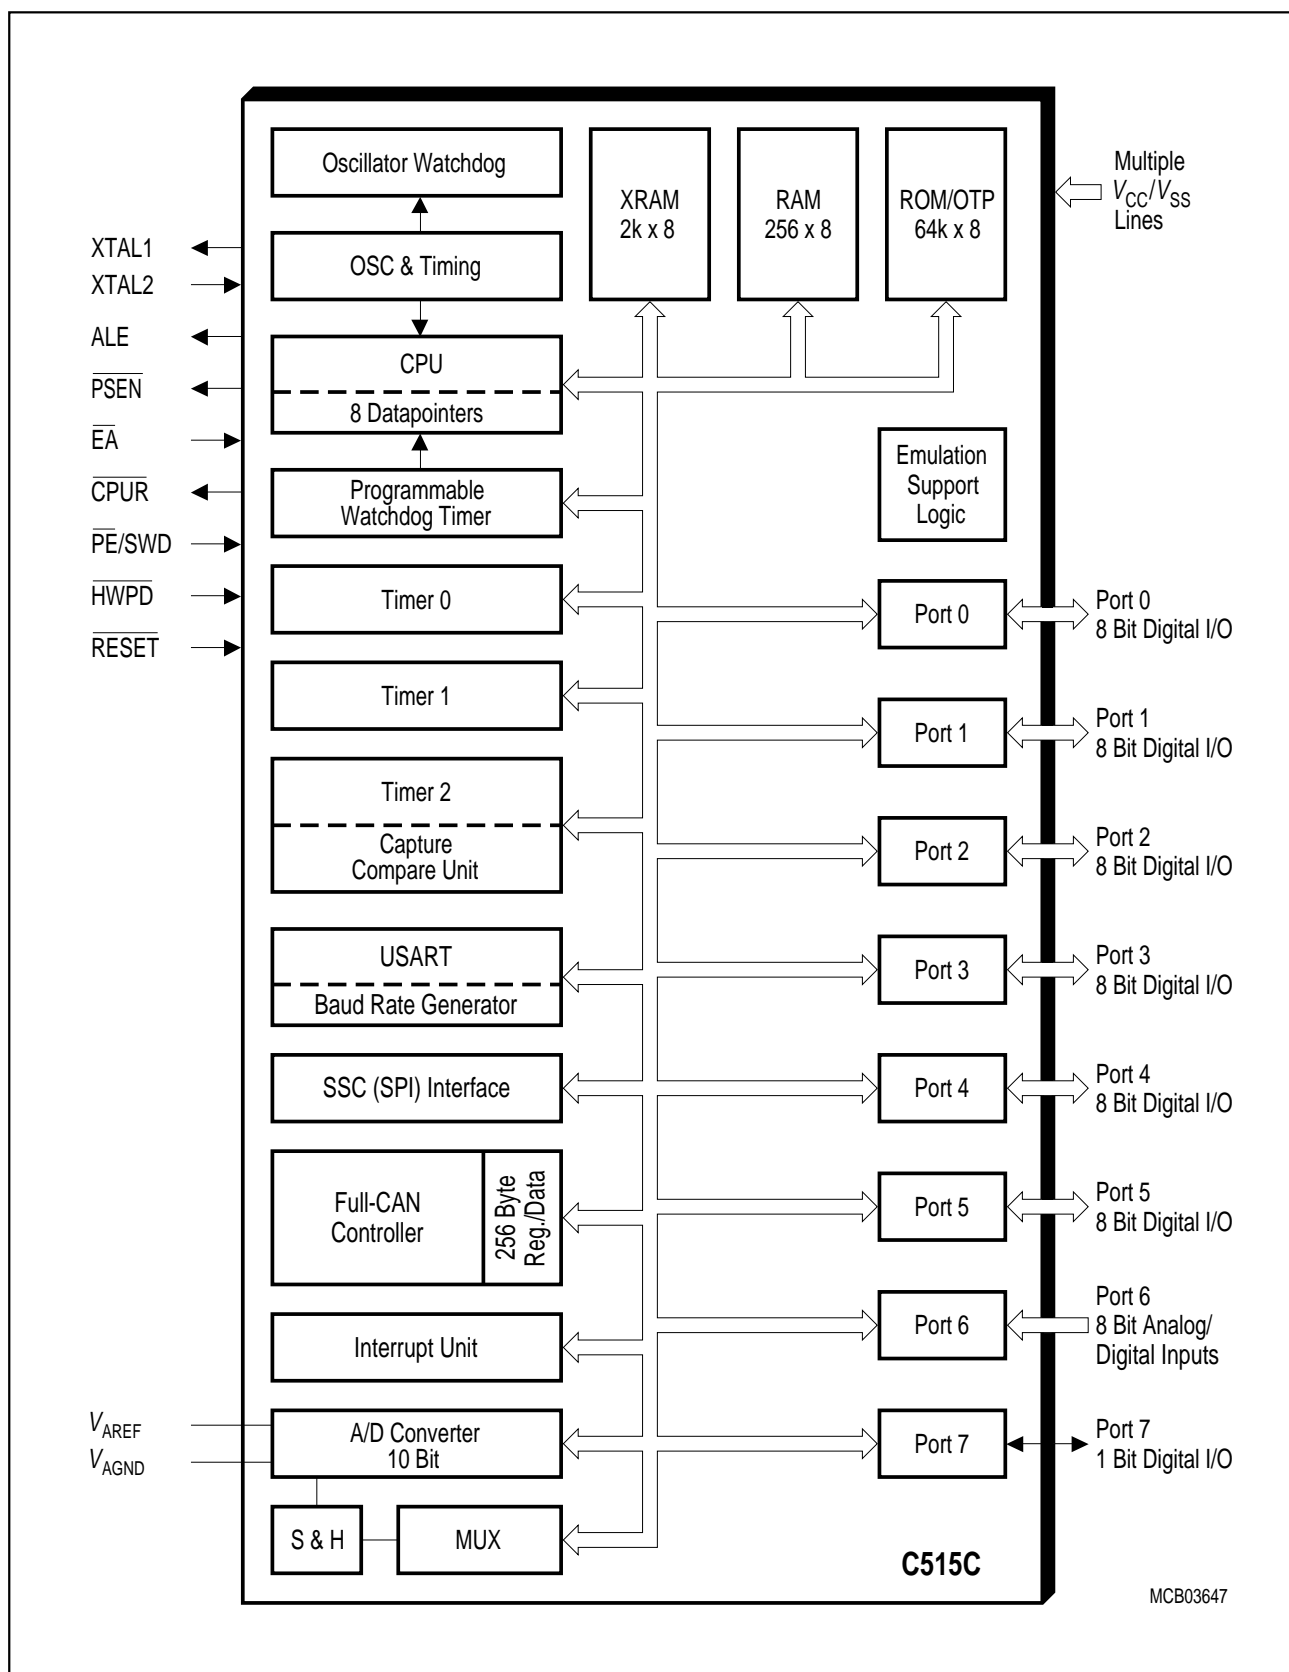 Oscillator Watchdog
OSC & Timing
CPU
8 Datapointers
Programmable
Watchdog Timer
Timer 0
Timer 1
Timer 2
Capture
Compare Unit
USART
Baud Rate Generator
SSC (SPI) Interface
Full-CAN
Controller
256 Byte
Reg./Data
Interrupt Unit
A/D Converter
10 Bit
S & H
MUX
XRAM
2k x 8
RAM
256 x 8
ROM/OTP
64k x 8
Emulation
Support
Logic
Port 0
Port 1
Port 2
Port 3
Port 4
Port 5
Port 6
Port 7
C515C
XTAL1
XTAL2
ALE
PSEN
EA
CPUR
PE/SWD
HWPD
RESET
VAREF
VAGND
Multiple
VCC/VSS
Lines
Port 0
8 Bit Digital I/O
Port 1
8 Bit Digital I/O
Port 2
8 Bit Digital I/O
Port 3
8 Bit Digital I/O
Port 4
8 Bit Digital I/O
Port 5
8 Bit Digital I/O
Port 6
8 Bit Analog/
Digital Inputs
Port 7
1 Bit Digital I/O
MCB03647